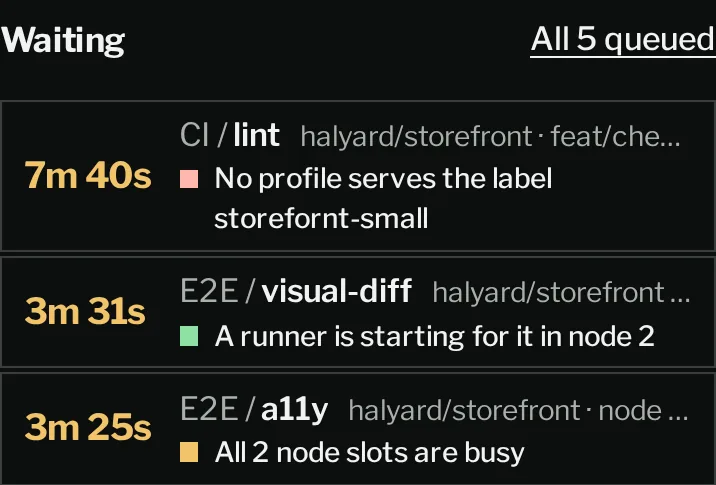 Waiting
All 5 queued
CI / lint halyard/storefront · feat/che...
7m 40s
No profile serves the label
storefornt-small
E2E / visual-diff halyard/storefront ...
3m 31s
A runner is starting for it in node 2
E2E / a11y halyard/storefront · node ...
3m 25s
All 2 node slots are busy